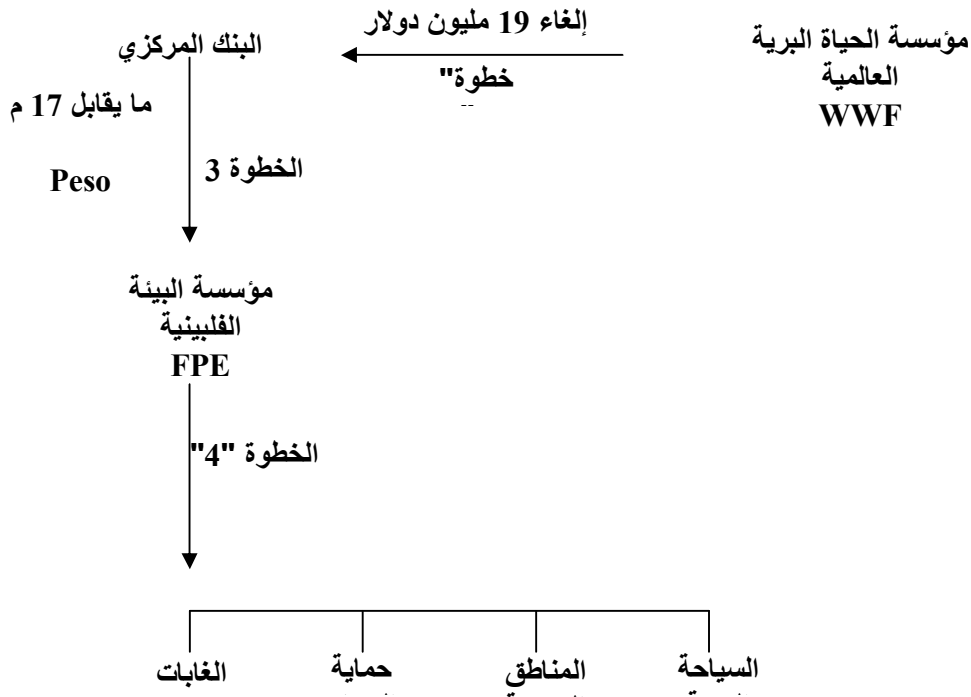 إلغاء 19 مليون دولار
مؤسسة الحياة البرية
العالمية
WWF
البنك المركزي
خطوة"
ما يقابل 17 م
Peso
الخطوة 3
مؤسسة البيئة
الفلبينية
FPE
الخطوة "4"
السياحة
المناطق
حماية
الغابات